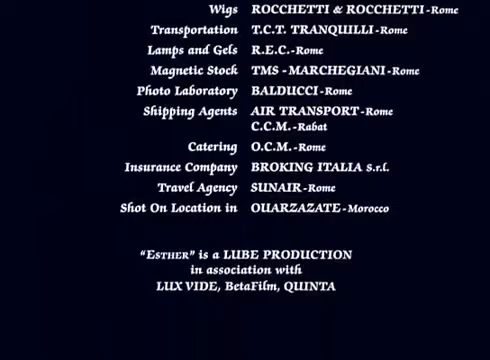 Wigs ROCCHETTI & ROCCHETTI-Rome
Transportation T.C.T. TRANQUILLI-Rome
Lamps and Gels R.E.C.-Rome
Magnetic Stock TMS-MARCHEGIANI-Rome
Photo Laboratory BALDUCCI-Rome
Shipping Agents AIR TRANSPORT-Rome
C.C.M.-Rabat
Catering O.C.M.-Rome
Insurance Company BROKING ITALIA s.r.l.
Travel Agency SUNAIR-Rome
Shot On Location in OUARZAZATE-Morocco
“ESTHER” is a LUBE PRODUCTION
in association with
LUX VIDE, BetaFilm, QUINTA